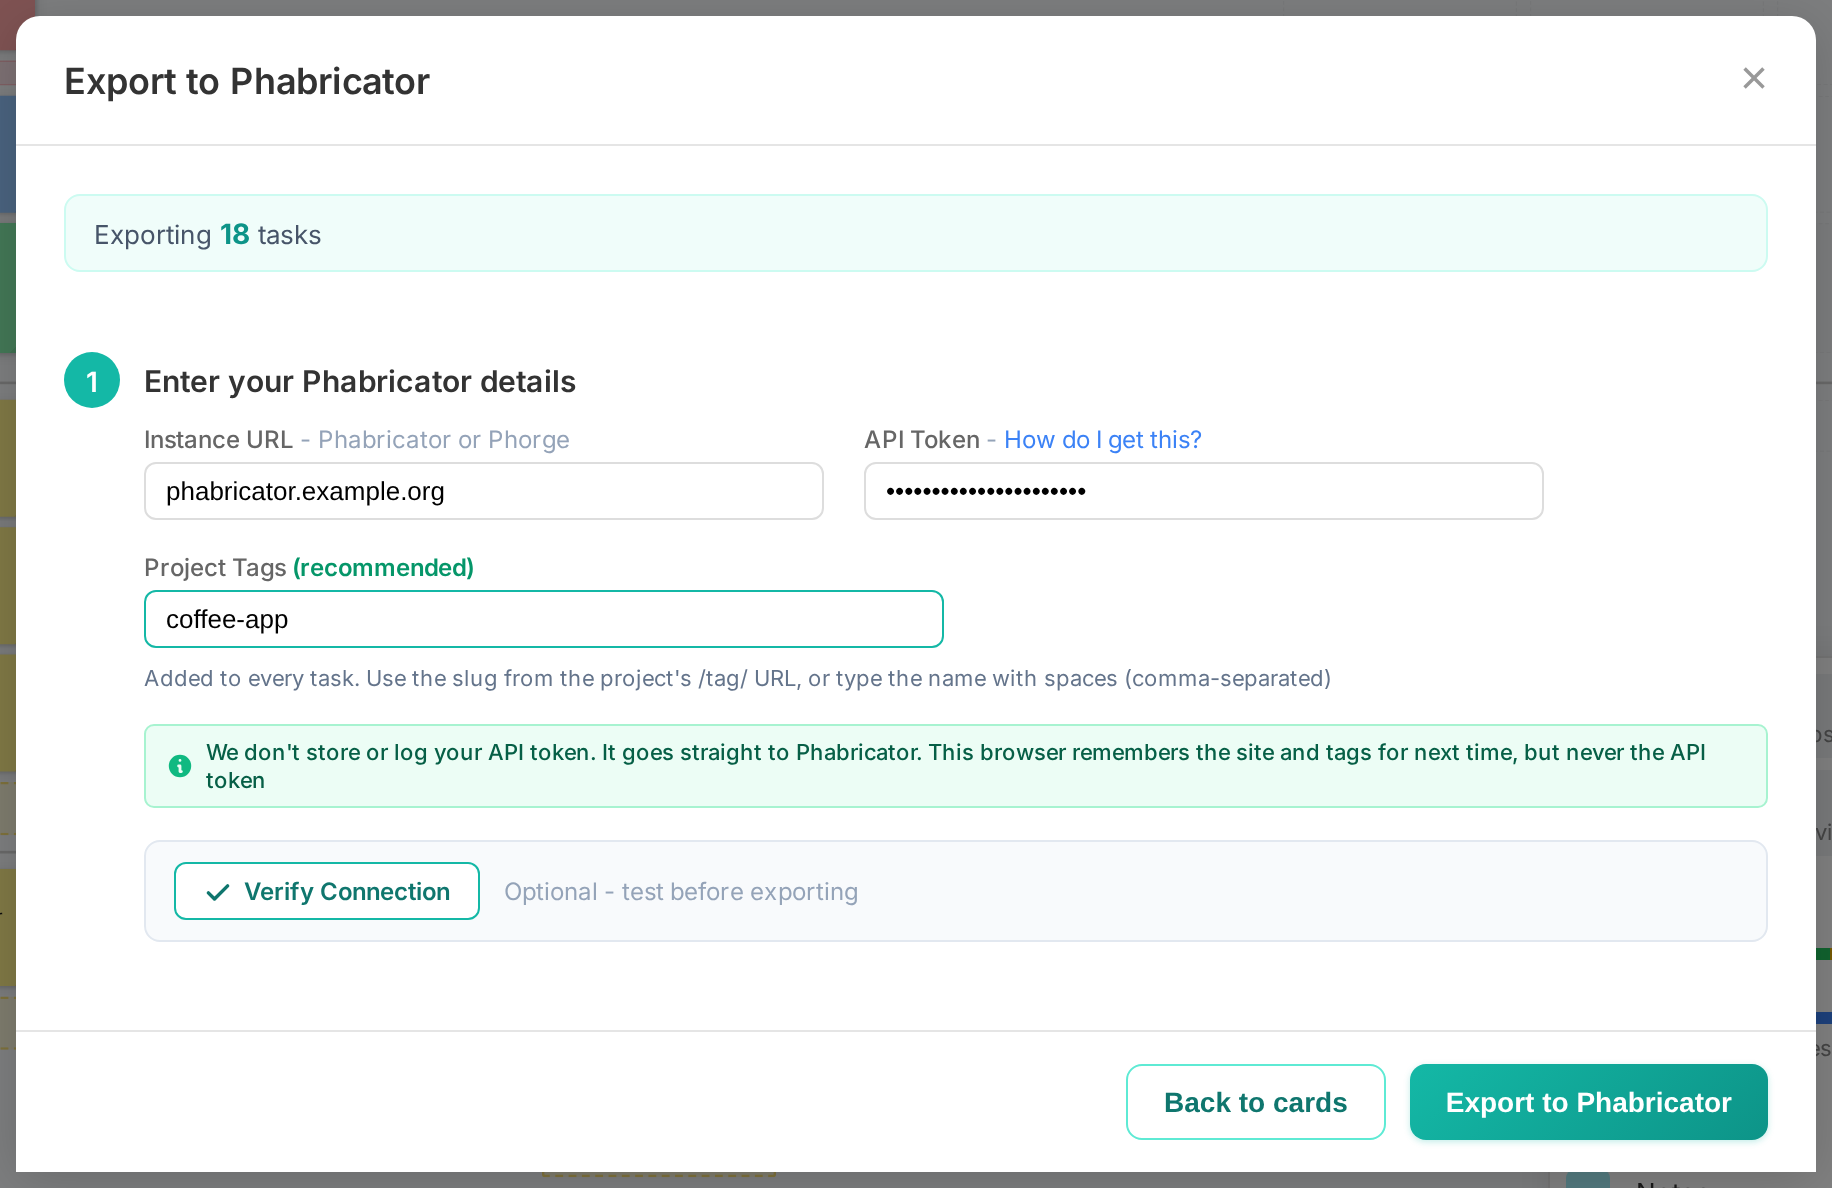 Export to Phabricator
Exporting 18 tasks
1
Enter your Phabricator details
Instance URL - Phabricator or Phorge
API Token - How do I get this?
phabricator.example.org
••••••••••••••••••••••
Project Tags (recommended)
coffee-app
Added to every task. Use the slug from the project's /tag/ URL, or type the name with spaces (comma-separated)
We don't store or log your API token. It goes straight to Phabricator. This browser remembers the site and tags for next time, but never the API
token
Verify Connection
Optional - test before exporting
Back to cards
Export to Phabricator